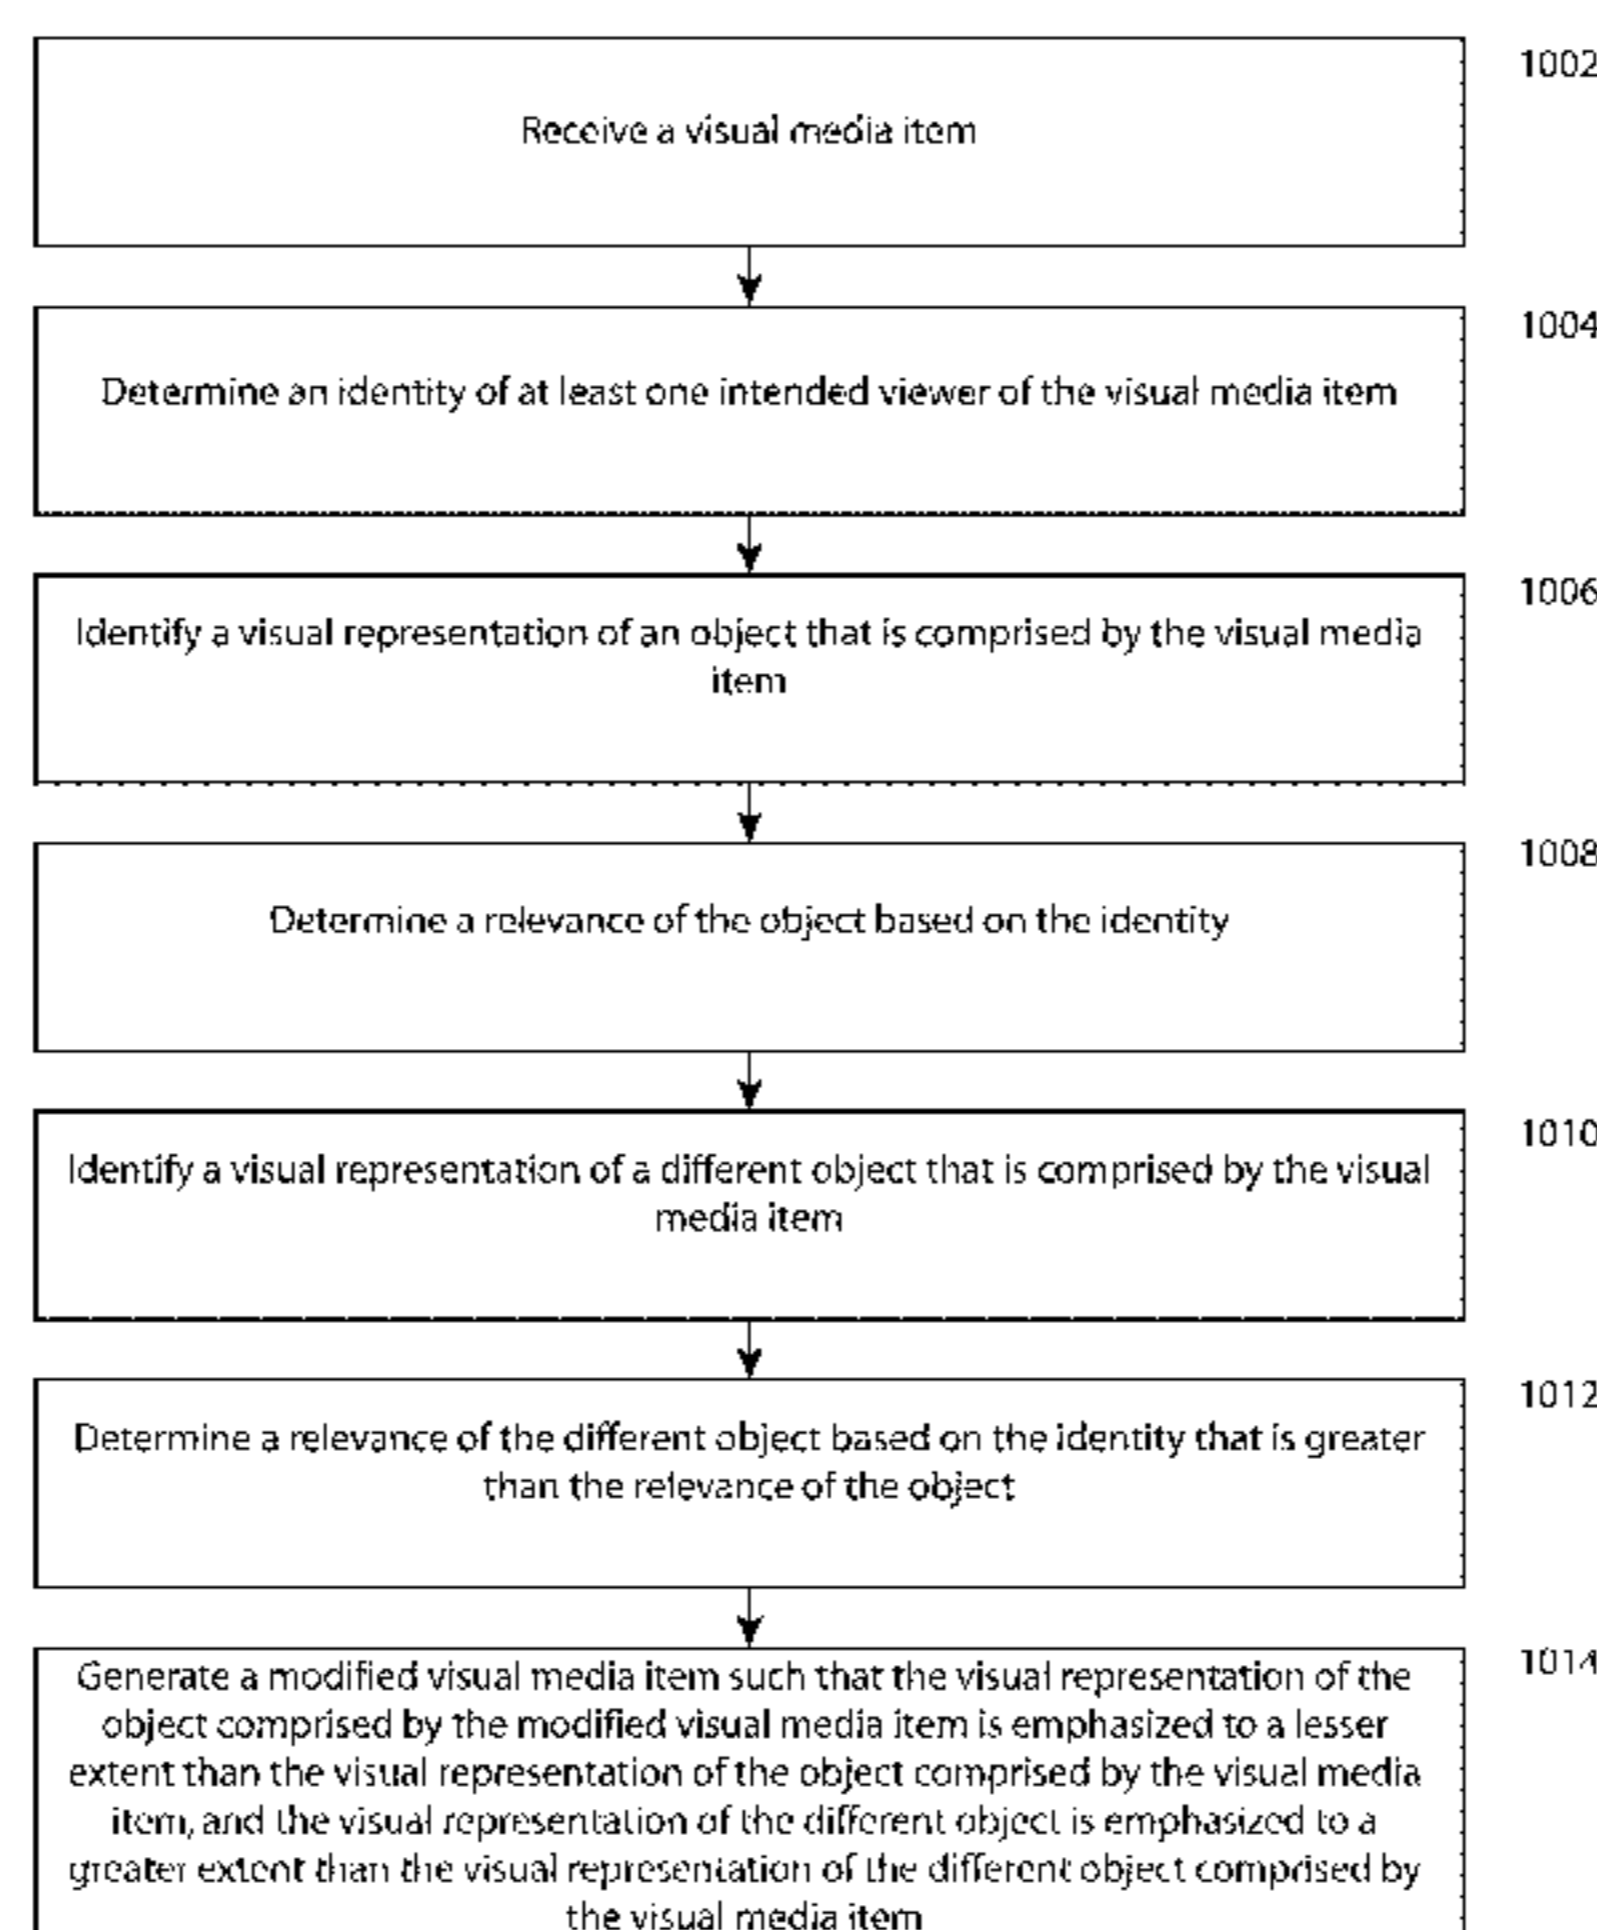 1002
Receive a visual media item
1004
Determine an identity of at least one intended viewer of the visual media item
1006
Identify a visual representation of an object that is comprised by the visual media
item
1008
Determine a relevance of the object based on the identity
1010
Identify a visual representation of a different object that is comprised by the visual
media item
1012
Determine a relevance of the different object based on the identity that is greater
than the relevance of the object
1014
Generate a modified visual media item such that the visual representation of the
object comprised by the modified visual media item is emphasized to a lesser
extent than the visual representation of the object comprised by the visual media
item, and the visual representation of the different object is emphasized to a
greater extent than the visual representation of the different object comprised by
the visual media item